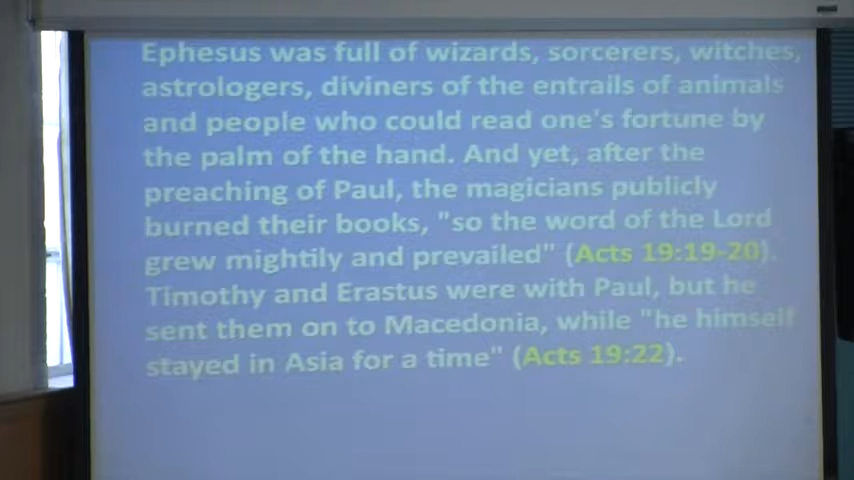 Ephesus was full of wizards, sorcerers, witches,
astrologers, diviners of the entrails of animals
and people who could read one's fortune by
the palm of the hand. And yet, after the
preaching of Paul, the magicians publicly
burned their books, "so the word of the Lord
grew mightily and prevailed" (Acts 19:19-20).
Timothy and Erastus were with Paul, but he
sent them on to Macedonia, while "he himself
stayed in Asia for a time" (Acts 19:22).